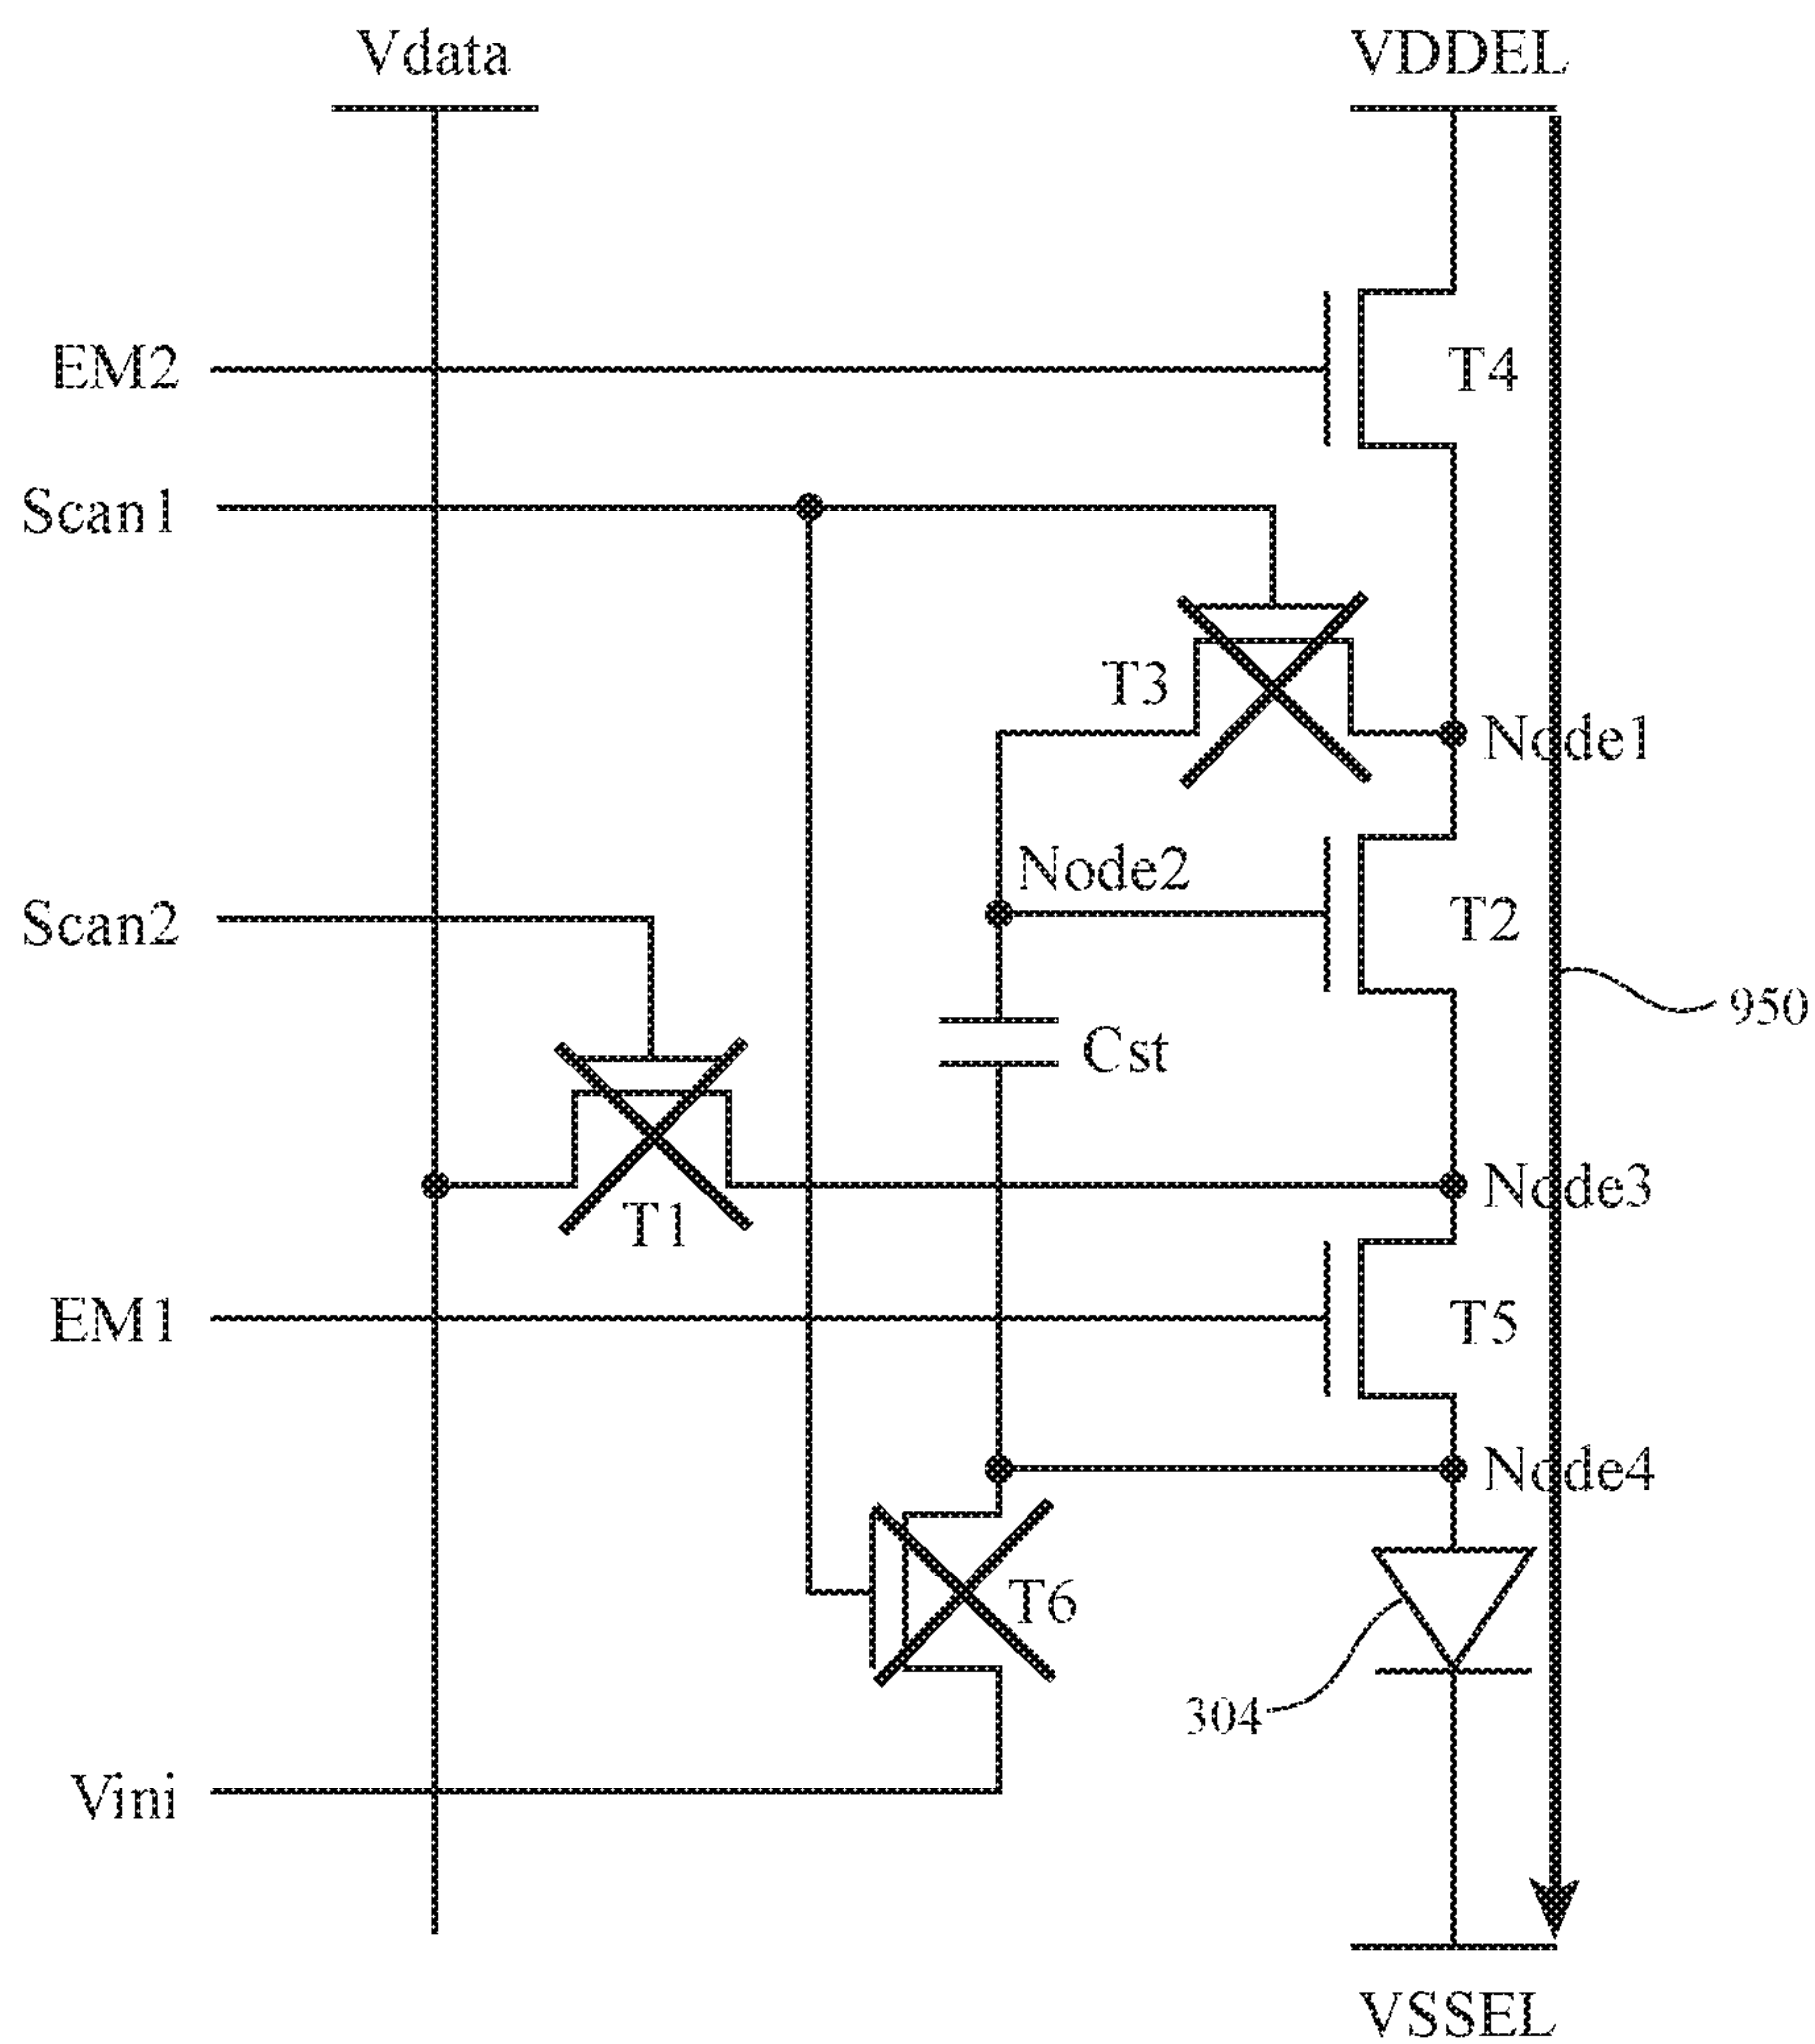 Vdata
VDDEL
EM2
T4
Scan1
T3
Node1
Node2
Scan2
T2
950
Cst
Node3
T1
EM1
T5
Node4
T6
304
Vini
VSSEL